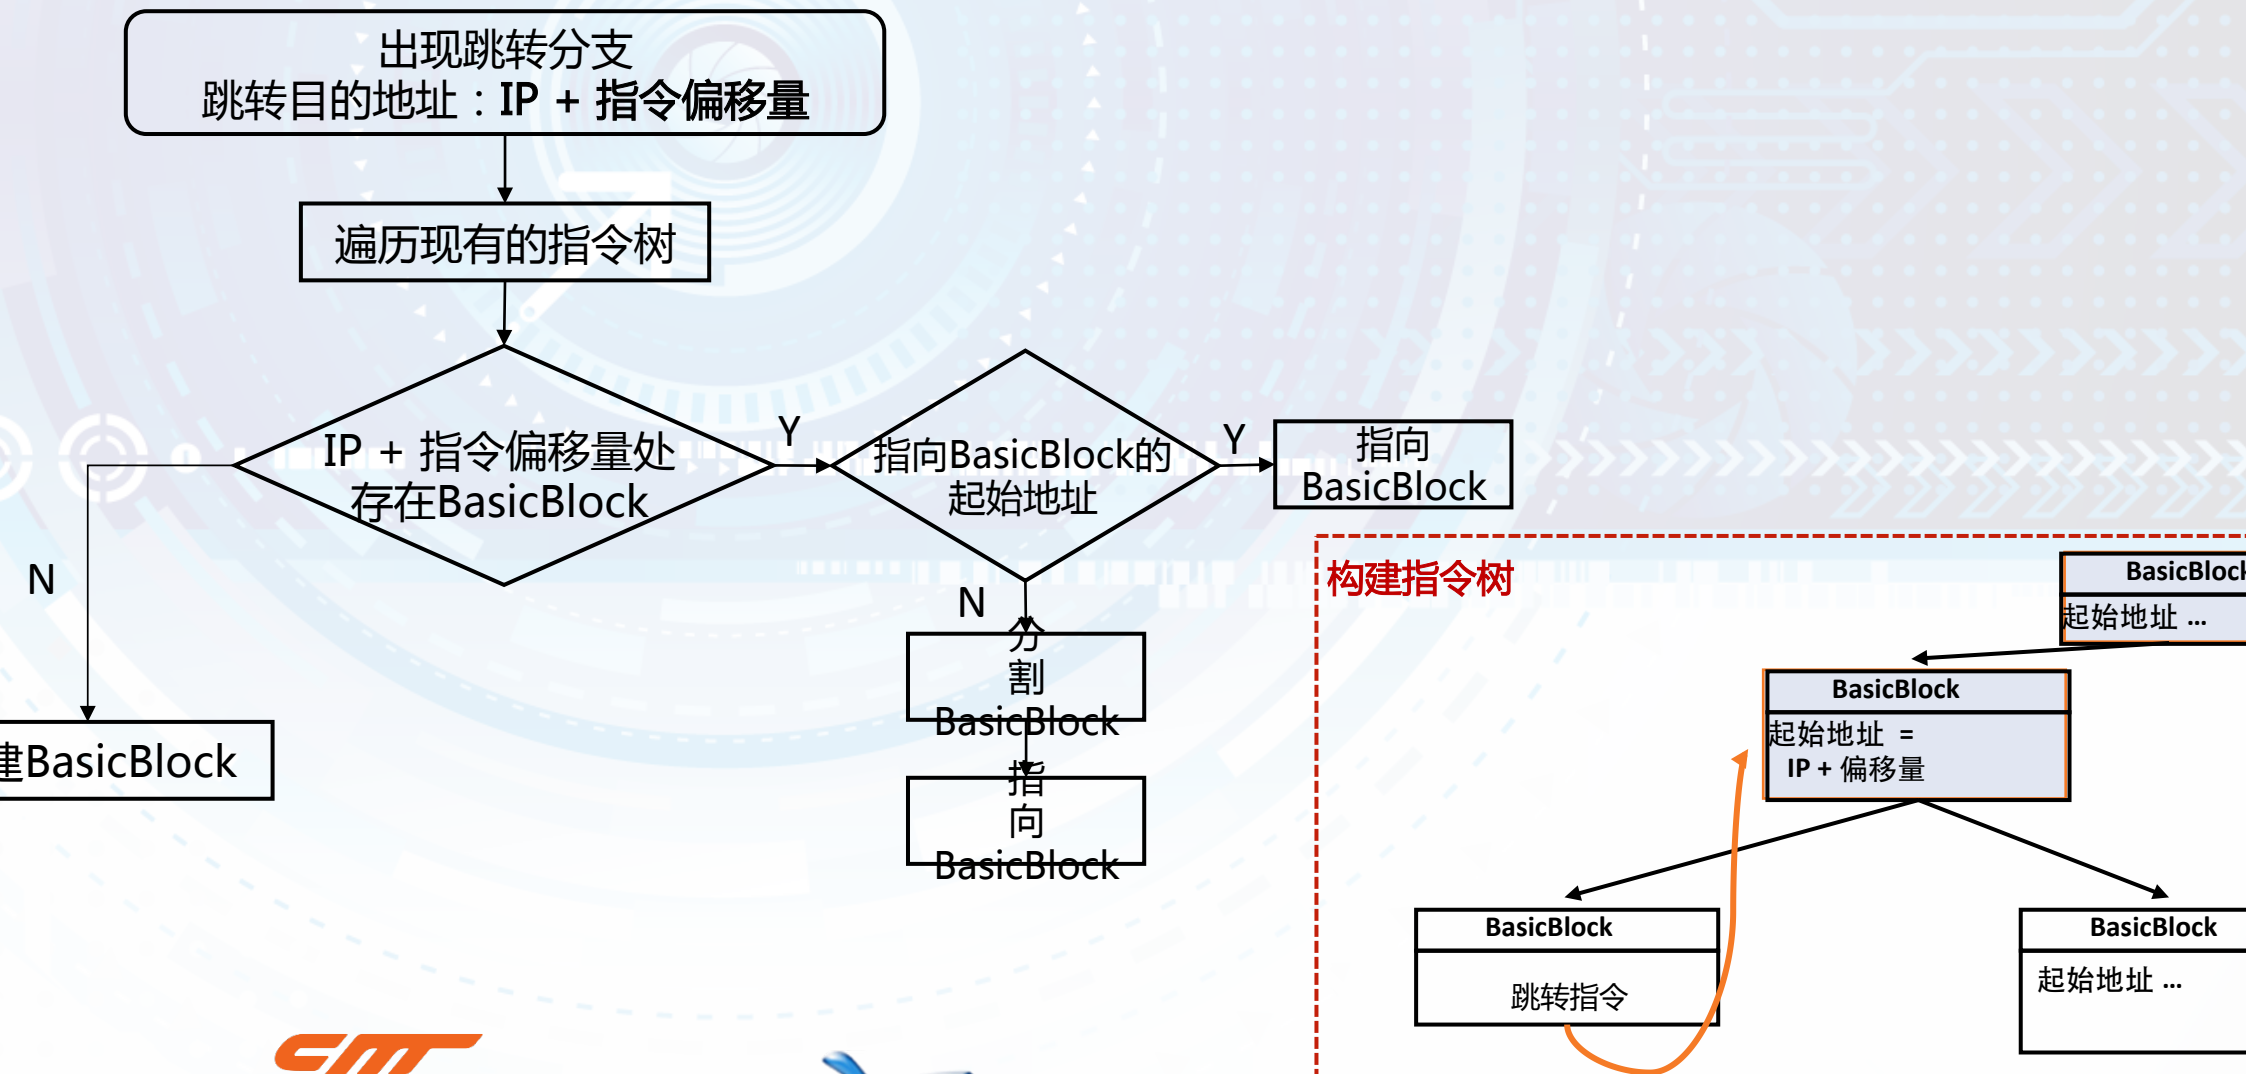 出现跳转分支
跳转目的地址：IP + 指令偏移量
遍历现有的指令树
IP + 指令偏移量处
存在BasicBlock
Y
指向BasicBlock的
起始地址
Y
指向
BasicBlock
N
N
分
割
BasicBlock
指
向
BasicBlock
建BasicBlock
构建指令树
BasicBlock
起始地址 ...
BasicBlock
起始地址 =
IP + 偏移量
BasicBlock
跳转指令
BasicBlock
起始地址 ...